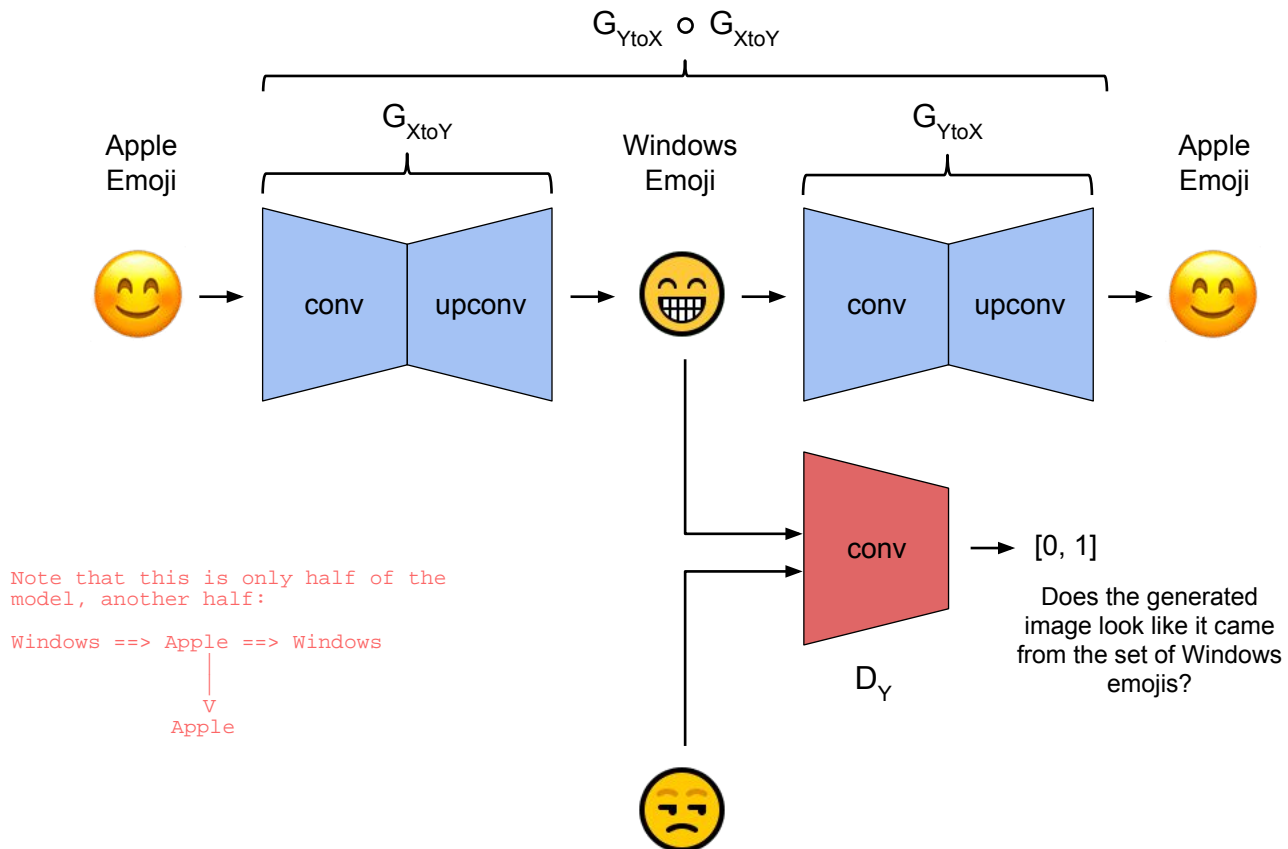 G_YtoX ∘ G_XtoY
G_XtoY
G_YtoX
Apple
Emoji
Windows
Emoji
Apple
Emoji
conv
upconv
conv
upconv
conv
[0, 1]
D_Y
Does the generated
image look like it came
from the set of Windows
emojis?
Note that this is only half of the
model, another half:
Windows ==> Apple ==> Windows
|
|
V
Apple